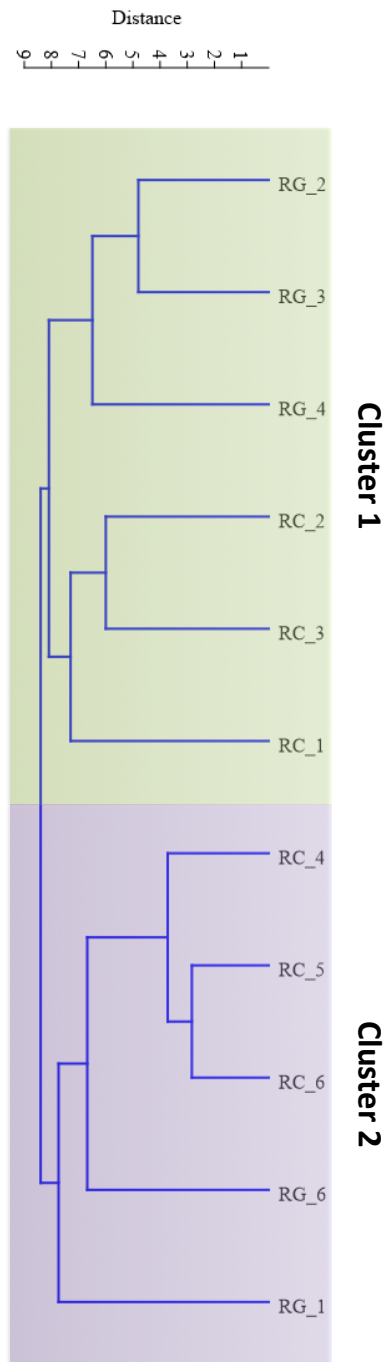 Distance
9 8 7 6 5 4 3 2 1
RG_2
RG_3
RG_4
RC_2
RC_3
RC_1
RC_4
RC_5
RC_6
RG_6
RG_1
Cluster 1
Cluster 2